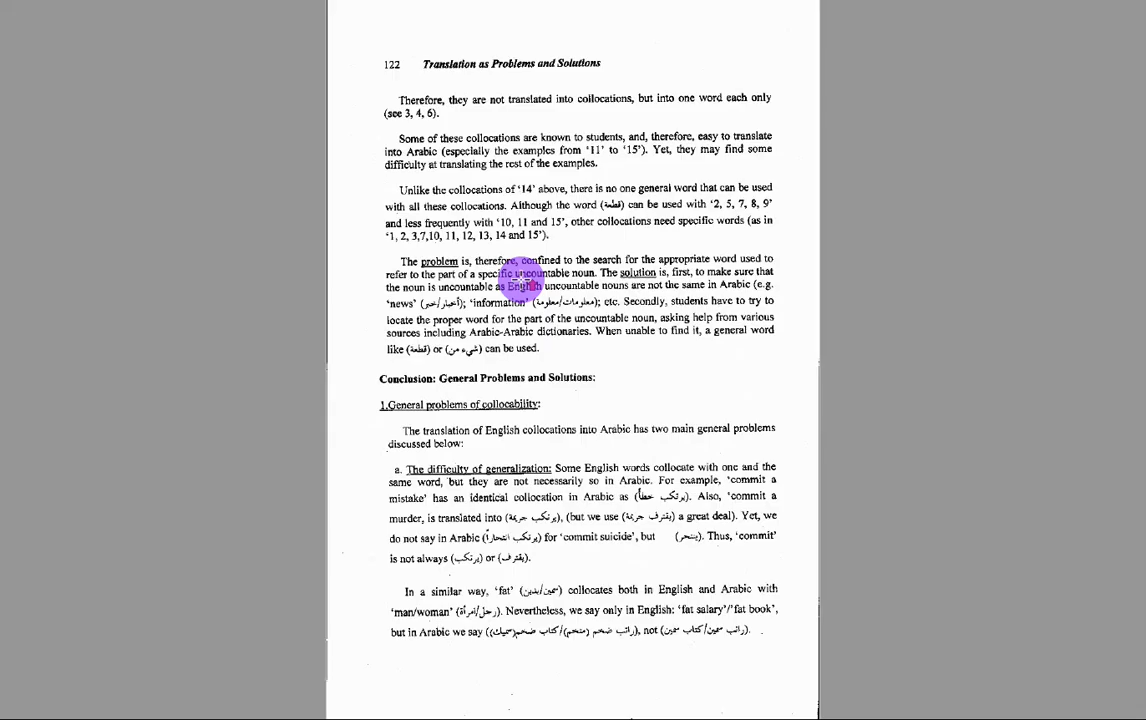 122 Translation as Problems and Solutions
Therefore, they are not translated into collocations, but into one word each only
(see 3, 4, 6).
Some of these collocations are known to students, and, therefore, easy to translate
into Arabic (especially the examples from '11' to '15'). Yet, they may find some
difficulty at translating the rest of the examples.
Unlike the collocations of '14' above, there is no one general word that can be used
with all these collocations. Although the word (قطعة) can be used with '2, 5, 7, 8, 9'
and less frequently with '10, 11 and 15', other collocations need specific words (as in
'1, 2, 3,7,10, 11, 12, 13, 14 and 15').
The problem is, therefore, confined to the search for the appropriate word used to
refer to the part of a specific uncountable noun. The solution is, first, to make sure that
the noun is uncountable as English uncountable nouns are not the same in Arabic (e.g.
'news' (أخبار/خبر); 'information' (معلومات/معلومة); etc. Secondly, students have to try to
locate the proper word for the part of the uncountable noun, asking help from various
sources including Arabic-Arabic dictionaries. When unable to find it, a general word
like (قطعة) or (شيء من) can be used.
Conclusion: General Problems and Solutions:
1.General problems of collocability:
The translation of English collocations into Arabic has two main general problems
discussed below:
a. The difficulty of generalization: Some English words collocate with one and the
same word, but they are not necessarily so in Arabic. For example, 'commit a
mistake' has an identical collocation in Arabic as (يرتكب خطأ). Also, 'commit a
murder, is translated into (يرتكب جريمة), (but we use (يقترف جريمة) a great deal). Yet, we
do not say in Arabic (يرتكب انتحاراً) for 'commit suicide', but (ينتحر). Thus, 'commit'
is not always (يرتكب) or (يقترف).
In a similar way, 'fat' (سمين/بدين) collocates both in English and Arabic with
'man/woman' (رجل/امرأة). Nevertheless, we say only in English: 'fat salary'/'fat book',
but in Arabic we say ((راتب ضخم (متخم)/كتاب ضخم(سميك)), not (راتب سمين/كتاب سمين).